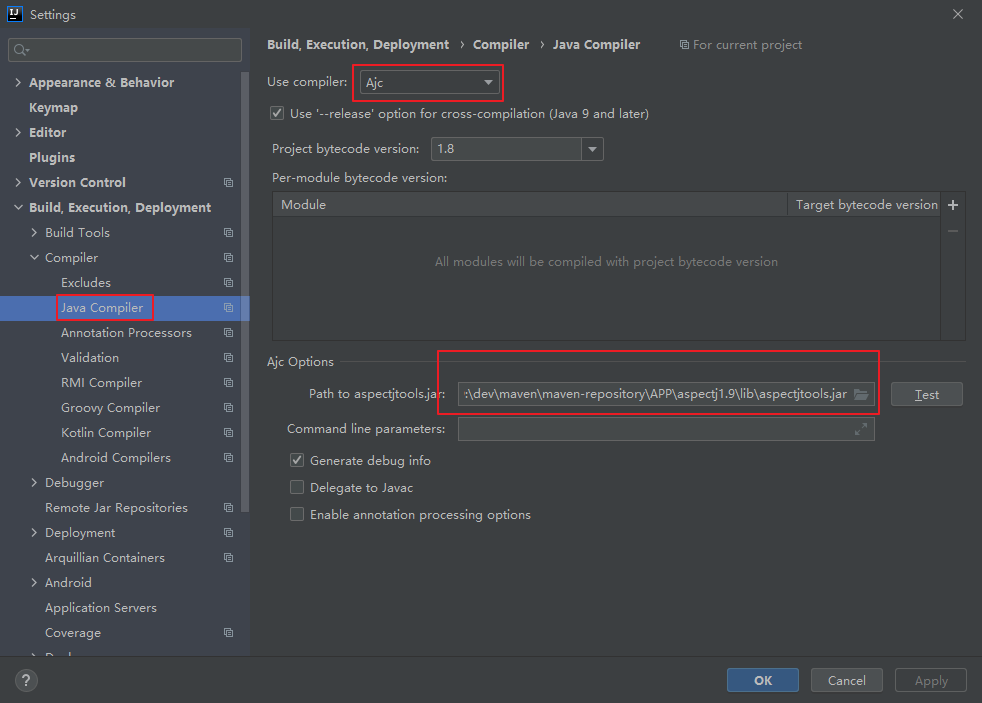 IJ Settings
Appearance & Behavior
Keymap
Editor
Plugins
Version Control
Build, Execution, Deployment
Build Tools
Compiler
Excludes
Java Compiler
Annotation Processors
Validation
RMI Compiler
Groovy Compiler
Kotlin Compiler
Android Compilers
Debugger
Remote Jar Repositories
Deployment
Arquillian Containers
Android
Application Servers
Coverage
Build, Execution, Deployment › Compiler › Java Compiler For current project
Use compiler: Ajc
Use '--release' option for cross-compilation (Java 9 and later)
Project bytecode version: 1.8
Per-module bytecode version:
Module Target bytecode version
All modules will be compiled with project bytecode version
Ajc Options
Path to aspectjtools.jar: :\dev\maven\maven-repository\APP\aspectj1.9\lib\aspectjtools.jar Test
Command line parameters:
Generate debug info
Delegate to Javac
Enable annotation processing options
? OK Cancel Apply